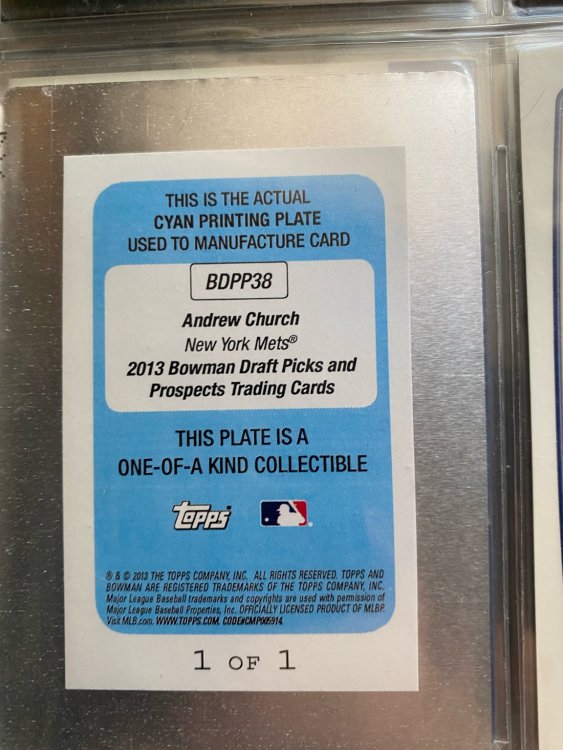 THIS IS THE ACTUAL
CYAN PRINTING PLATE
USED TO MANUFACTURE CARD
BDPP38
Andrew Church
New York Mets®
2013 Bowman Draft Picks and
Prospects Trading Cards
THIS PLATE IS A
ONE-OF-A KIND COLLECTIBLE
Topps
® & © 2013 THE TOPPS COMPANY, INC. ALL RIGHTS RESERVED. TOPPS AND
BOWMAN ARE REGISTERED TRADEMARKS OF THE TOPPS COMPANY, INC.
Major League Baseball trademarks and copyrights are used with permission of
Major League Baseball Properties, Inc. OFFICIALLY LICENSED PRODUCT OF MLBP.
Visit MLB.com. WWW.TOPPS.COM. CODE#CMP005914
1 OF 1